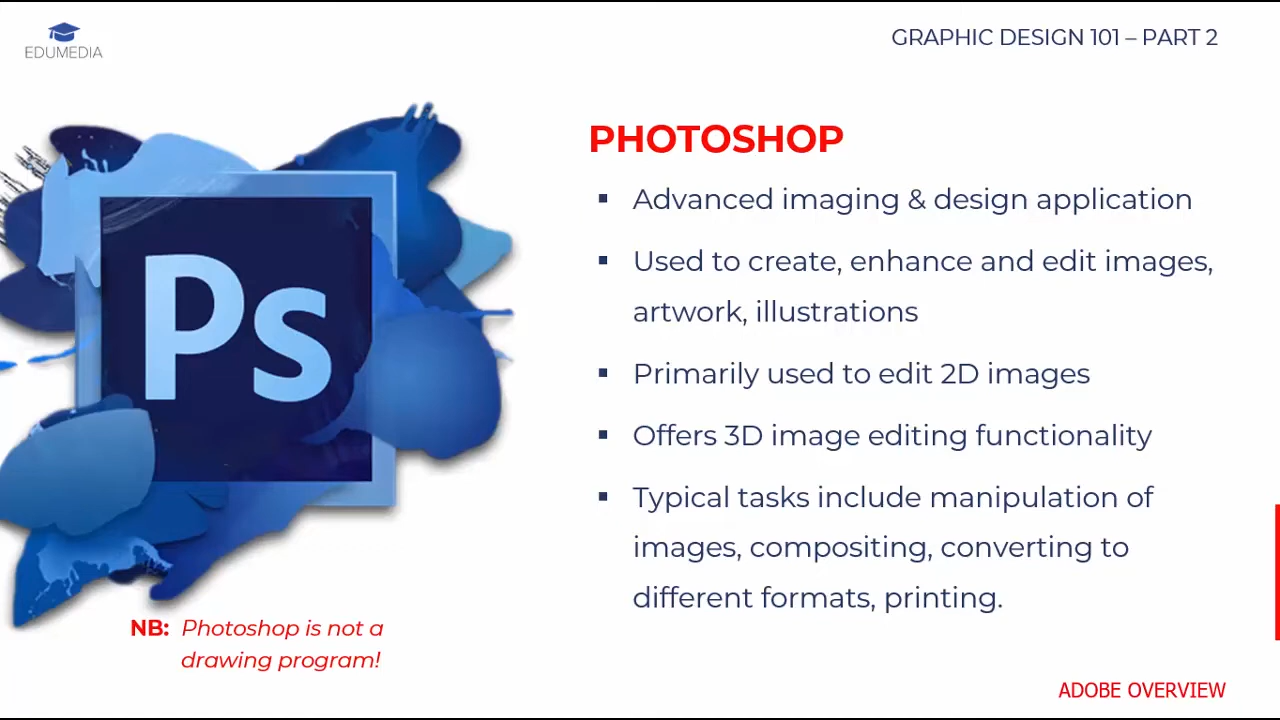 EDUMEDIA
GRAPHIC DESIGN 101 – PART 2
PHOTOSHOP
▪ Advanced imaging & design application
▪ Used to create, enhance and edit images,
artwork, illustrations
▪ Primarily used to edit 2D images
▪ Offers 3D image editing functionality
▪ Typical tasks include manipulation of
images, compositing, converting to
different formats, printing.
Ps
NB: Photoshop is not a
drawing program!
ADOBE OVERVIEW